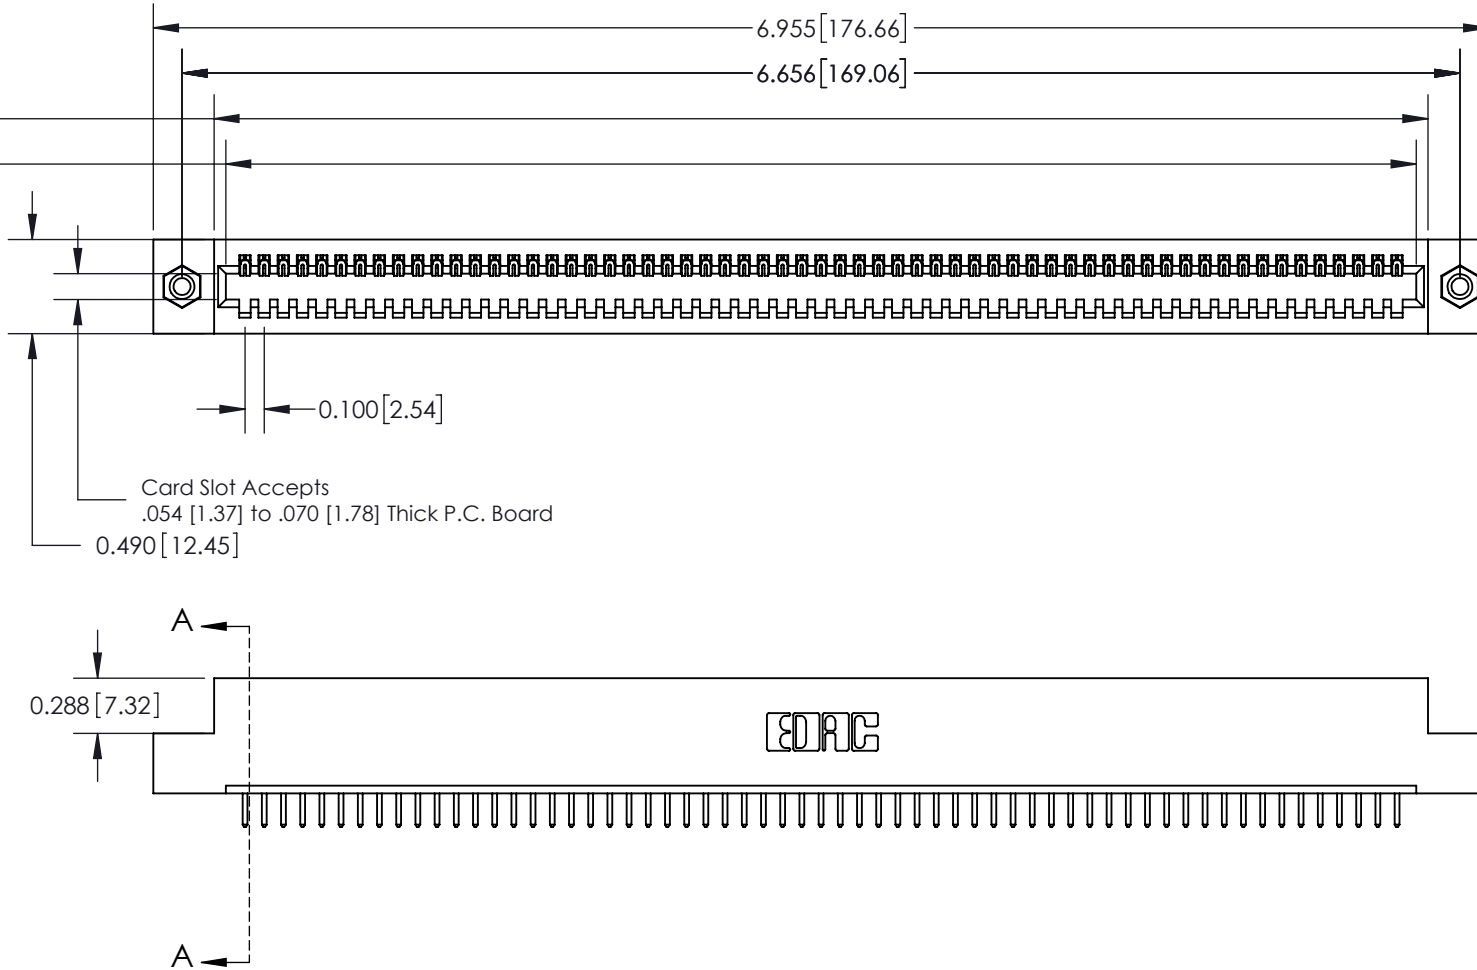 6.955[176.66]
6.656[169.06]
0.100[2.54]
Card Slot Accepts
.054 [1.37] to .070 [1.78] Thick P.C. Board
0.490[12.45]
A
0.288[7.32]
EDAC
A